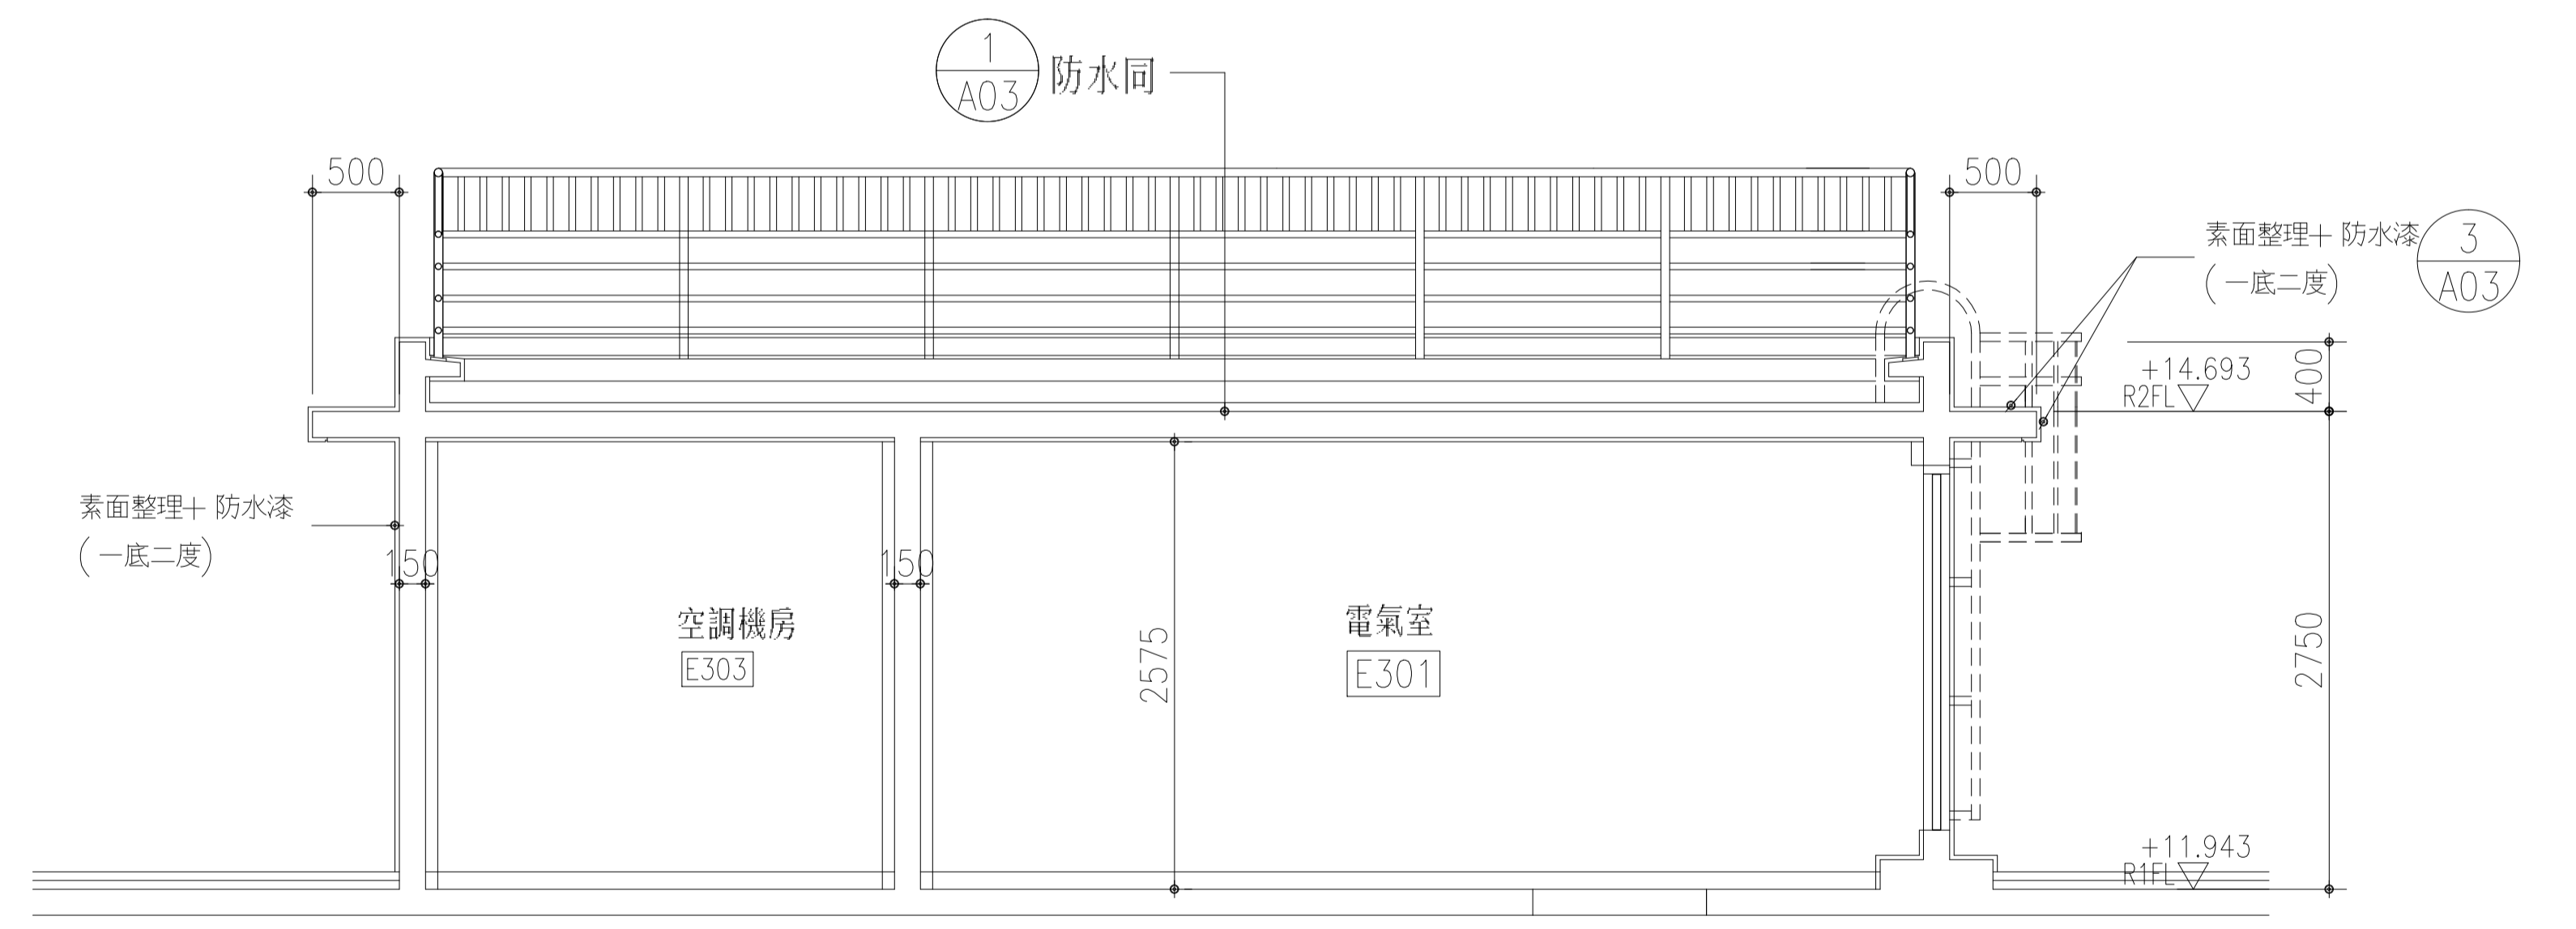 1
A03
防水同
500
500
素面整理+ 防水漆
(一底二度)
3
A03
+14.693
R2FL
400
素面整理+ 防水漆
(一底二度)
150
150
空調機房
E303
2575
電氣室
E301
2750
+11.943
R1FL